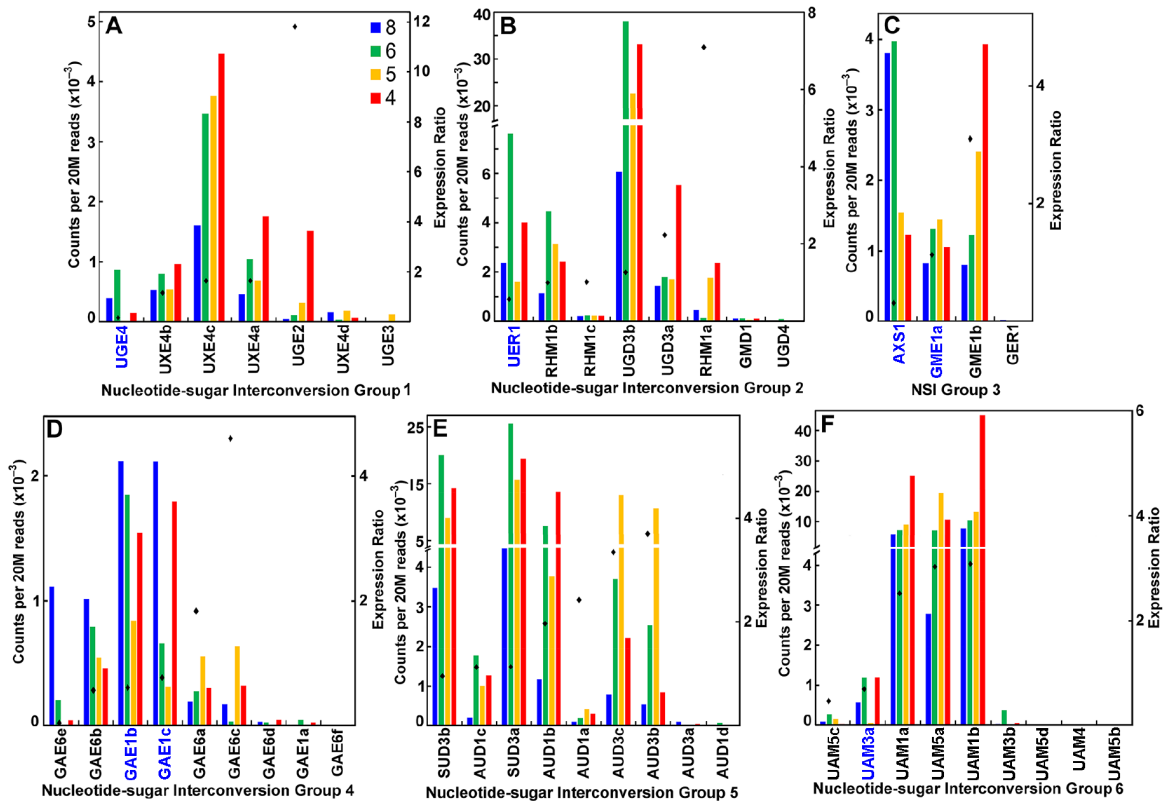 A
Counts per 20M reads (x10⁻³)
5
4
3
2
1
0
12
10
8
6
4
2
Expression Ratio
8
6
5
4
UGE4
UXE4b
UXE4c
UXE4a
UGE2
UXE4d
UGE3
Nucleotide-sugar Interconversion Group 1
B
Counts per 20M reads (x10⁻³)
40
30
20
10
8
6
4
2
0
8
6
4
2
Expression Ratio
UER1
RHM1b
RHM1c
UGD3b
UGD3a
RHM1a
GMD1
UGD4
Nucleotide-sugar Interconversion Group 2
C
Counts per 20M reads (x10⁻³)
4
3
2
1
0
4
2
Expression Ratio
AXS1
GME1a
GME1b
GER1
NSI Group 3
D
Counts per 20M reads (x10⁻³)
2
1
0
4
2
Expression Ratio
GAE6e
GAE6b
GAE1b
GAE1c
GAE6a
GAE6c
GAE6d
GAE1a
GAE6f
Nucleotide-sugar Interconversion Group 4
E
Counts per 20M reads (x10⁻³)
25
15
5
4
3
2
1
0
4
2
Expression Ratio
SUD3b
AUD1c
SUD3a
AUD1b
AUD1a
AUD3c
AUD3b
AUD3a
AUD1d
Nucleotide-sugar Interconversion Group 5
F
Counts per 20M reads (x10⁻³)
40
30
20
10
4
3
2
1
0
6
4
2
Expression Ratio
UAM5c
UAM3a
UAM1a
UAM5a
UAM1b
UAM3b
UAM5d
UAM4
UAM5b
Nucleotide-sugar Interconversion Group 6